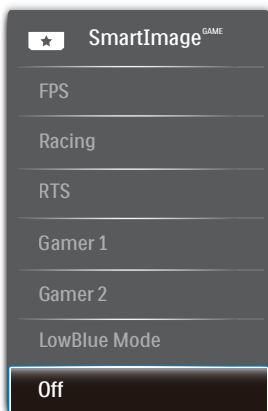 SmartImage GAME
FPS
Racing
RTS
Gamer 1
Gamer 2
LowBlue Mode
Off